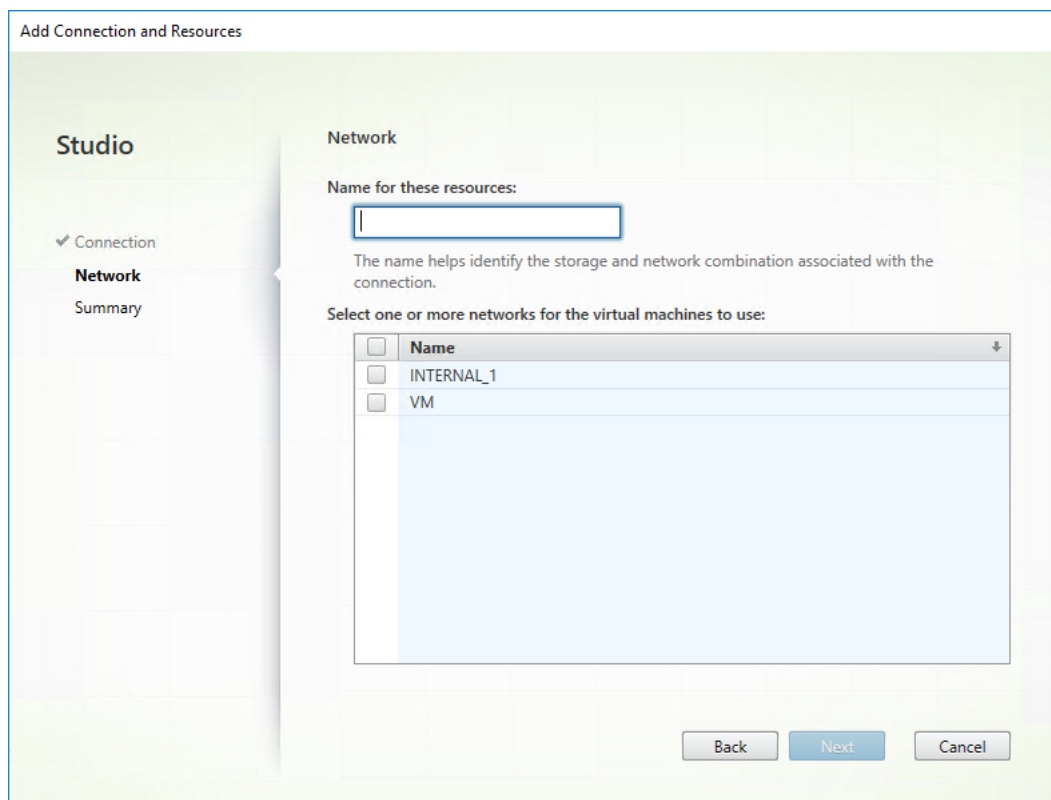 Add Connection and Resources
Studio
Connection
Network
Summary
Network
Name for these resources:
The name helps identify the storage and network combination associated with the
connection.
Select one or more networks for the virtual machines to use:
Name
INTERNAL_1
VM
Back
Next
Cancel